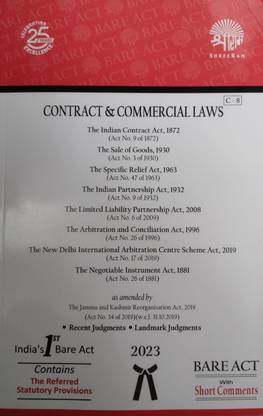 CELEBRATING
25 YEARS
EXCELLENCE
SHREERAM
C - 8
CONTRACT & COMMERCIAL LAWS
The Indian Contract Act, 1872
(Act No. 9 of 1872)
The Sale of Goods, 1930
(Act No. 3 of 1930)
The Specific Relief Act, 1963
(Act No. 47 of 1963)
The Indian Partnership Act, 1932
(Act No. 9 of 1932)
The Limited Liability Partnership Act, 2008
(Act No. 6 of 2009)
The Arbitration and Conciliation Act, 1996
(Act No. 26 of 1996)
The New Delhi International Arbitration Centre Scheme Act, 2019
(Act No. 17 of 2019)
The Negotiable Instrument Act, 1881
(Act No. 26 of 1881)
as amended by
The Jammu and Kashmir Reorganisation Act, 2019
(Act No. 34 of 2019)(w.e.f. 31.10.2019)
• Recent Judgments • Landmark Judgments
India's 1ST Bare Act
Contains
The Referred
Statutory Provisions
2023
BARE ACT
With
Short Comments